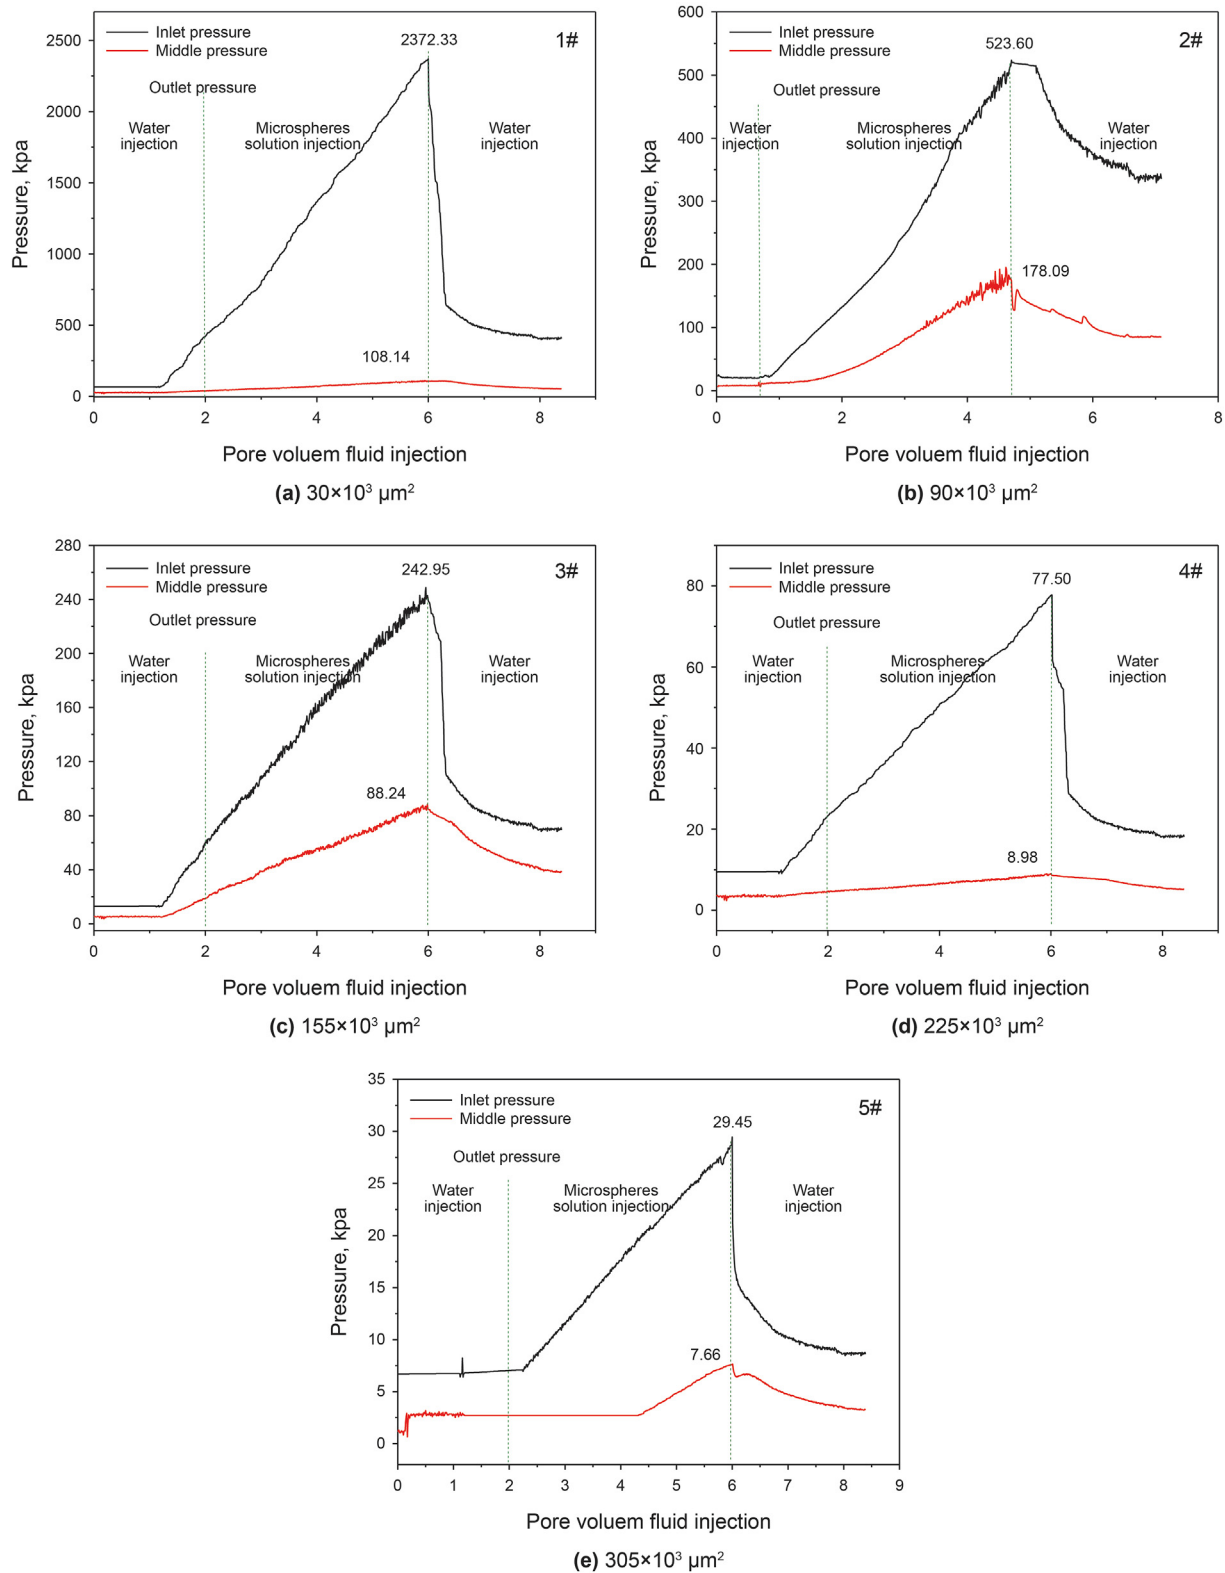 Inlet pressure
Middle pressure
1#
2372.33
Outlet pressure
Water
injection
Microspheres
solution injection
Water
injection
108.14
2500
2000
1500
1000
500
0
0 2 4 6 8
Pressure, kpa
Pore voluem fluid injection
(a) 30×10³ μm²
Inlet pressure
Middle pressure
2#
523.60
Outlet pressure
Water
injection
Microspheres
solution injection
Water
injection
178.09
600
500
400
300
200
100
0
0 2 4 6 8
Pressure, kpa
Pore voluem fluid injection
(b) 90×10³ μm²
Inlet pressure
Middle pressure
3#
242.95
Outlet pressure
Water
injection
Microspheres
solution injection
Water
injection
88.24
280
240
200
160
120
80
40
0
0 2 4 6 8
Pressure, kpa
Pore voluem fluid injection
(c) 155×10³ μm²
Inlet pressure
Middle pressure
4#
77.50
Outlet pressure
Water
injection
Microspheres
solution injection
Water
injection
8.98
80
60
40
20
0
0 2 4 6 8
Pressure, kpa
Pore voluem fluid injection
(d) 225×10³ μm²
Inlet pressure
Middle pressure
5#
29.45
Outlet pressure
Water
injection
Microspheres
solution injection
Water
injection
7.66
35
30
25
20
15
10
5
0
0 1 2 3 4 5 6 7 8 9
Pressure, kpa
Pore voluem fluid injection
(e) 305×10³ μm²